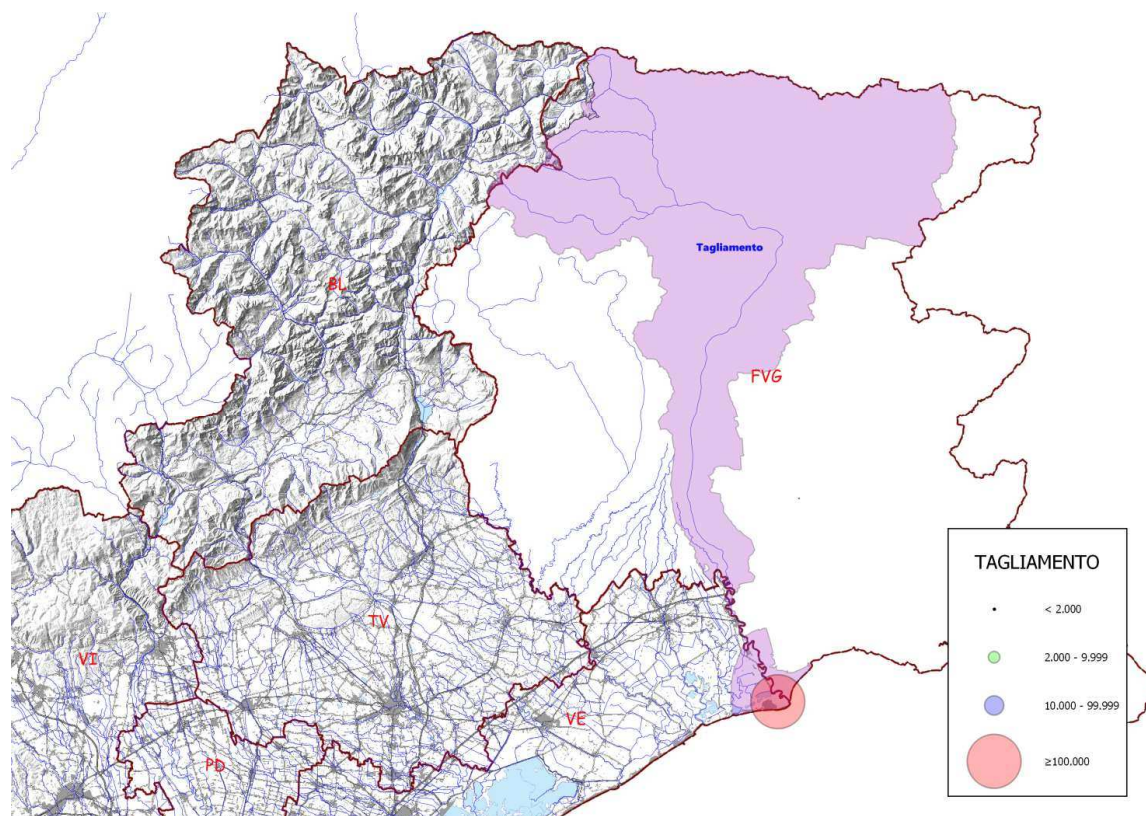 Tagliamento
BL
FVG
TV
VI
VE
PD
TAGLIAMENTO
< 2.000
2.000 - 9.999
10.000 - 99.999
≥100.000